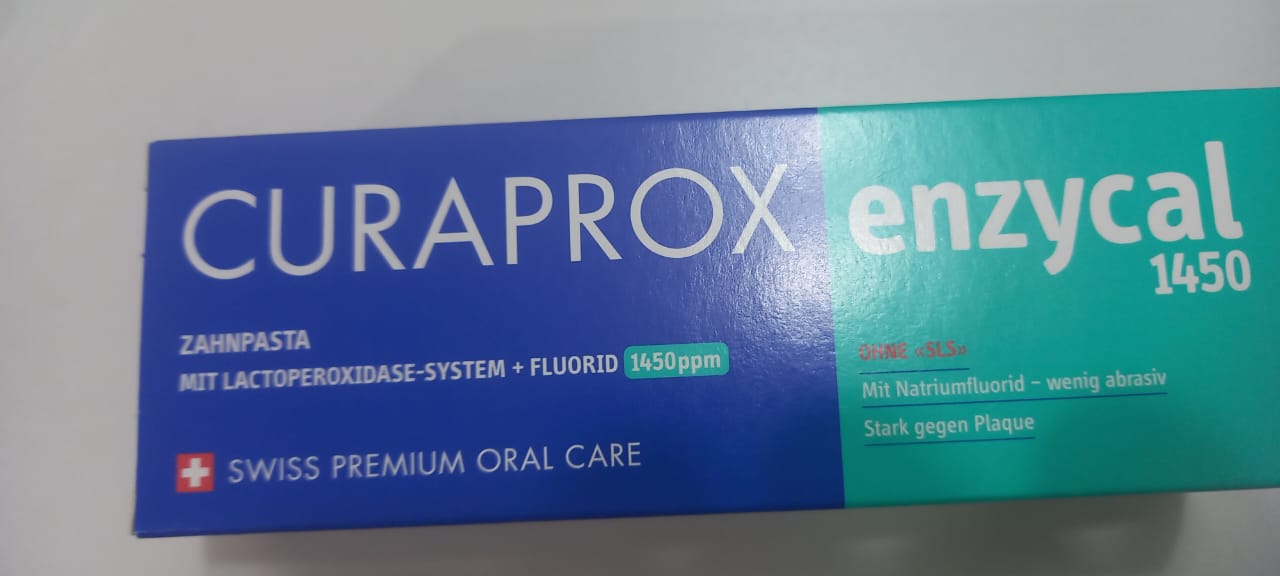 CURAPROX
ZAHNPASTA
MIT LACTOPEROXIDASE-SYSTEM + FLUORID 1450ppm
SWISS PREMIUM ORAL CARE
enzycal
1450
OHNE «SLS»
Mit Natriumfluorid – wenig abrasiv
Stark gegen Plaque